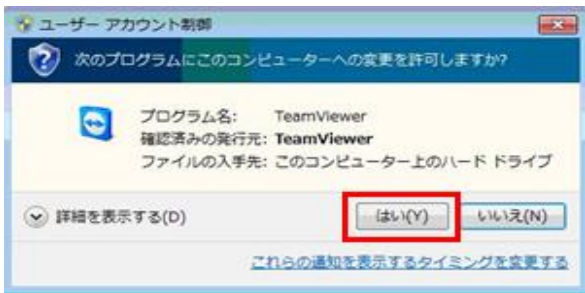 ユーザー アカウント制御
次のプログラムにこのコンピューターへの変更を許可しますか?
プログラム名: TeamViewer
確認済みの発行元: TeamViewer
ファイルの入手先: このコンピューター上のハード ドライブ
詳細を表示する(D)
はい(Y)
いいえ(N)
これらの通知を表示するタイミングを変更する